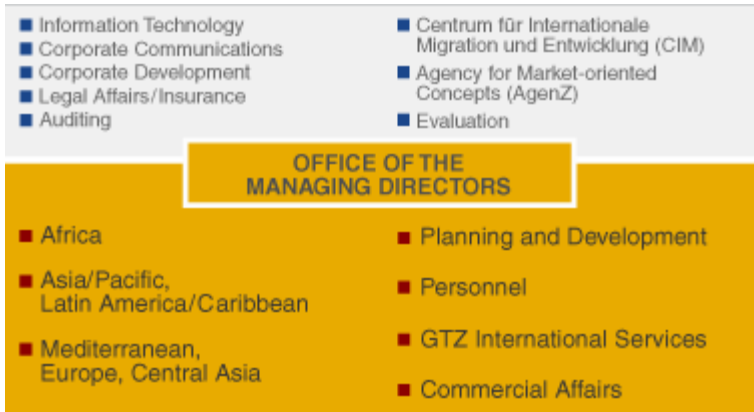 Information Technology
Corporate Communications
Corporate Development
Legal Affairs/Insurance
Auditing
Centrum für Internationale
Migration und Entwicklung (CIM)
Agency for Market-oriented
Concepts (AgenZ)
Evaluation
OFFICE OF THE
MANAGING DIRECTORS
Africa
Asia/Pacific,
Latin America/Caribbean
Mediterranean,
Europe, Central Asia
Planning and Development
Personnel
GTZ International Services
Commercial Affairs